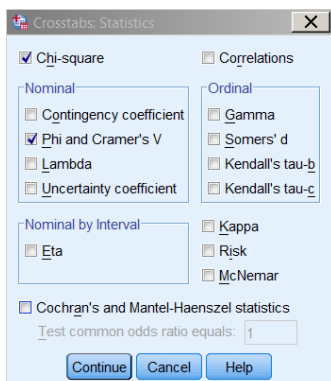 Crosstabs: Statistics
Chi-square
Correlations
Nominal
Contingency coefficient
Phi and Cramer's V
Lambda
Uncertainty coefficient
Ordinal
Gamma
Somers' d
Kendall's tau-b
Kendall's tau-c
Nominal by Interval
Eta
Kappa
Risk
McNemar
Cochran's and Mantel-Haenszel statistics
Test common odds ratio equals: 1
Continue Cancel Help